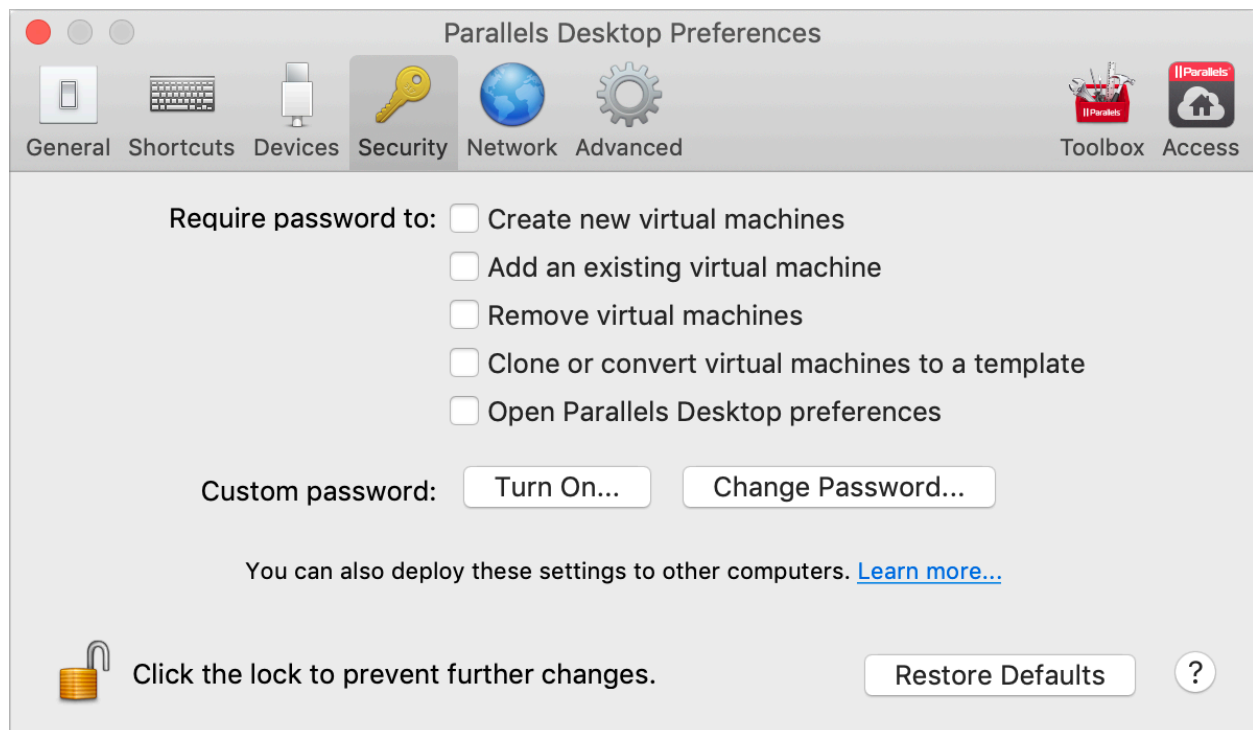 Parallels Desktop Preferences
||Parallels®
||Parallels
General Shortcuts Devices Security Network Advanced Toolbox Access
Require password to: Create new virtual machines
Add an existing virtual machine
Remove virtual machines
Clone or convert virtual machines to a template
Open Parallels Desktop preferences
Custom password: Turn On... Change Password...
You can also deploy these settings to other computers. Learn more...
Click the lock to prevent further changes. Restore Defaults ?